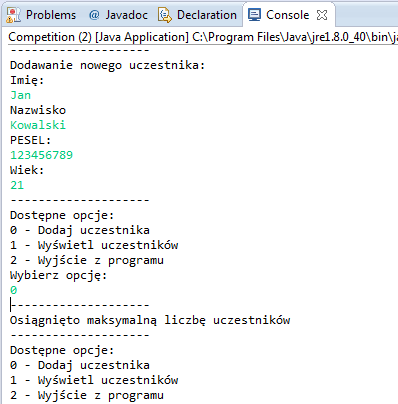 Problems @ Javadoc Declaration Console
Competition (2) [Java Application] C:\Program Files\Java\jre1.8.0_40\bin\ja
--------------------
Dodawanie nowego uczestnika:
Imię:
Jan
Nazwisko
Kowalski
PESEL:
123456789
Wiek:
21
--------------------
Dostępne opcje:
0 - Dodaj uczestnika
1 - Wyświetl uczestników
2 - Wyjście z programu
Wybierz opcję:
0
--------------------
Osiągnięto maksymalną liczbę uczestników
--------------------
Dostępne opcje:
0 - Dodaj uczestnika
1 - Wyświetl uczestników
2 - Wyjście z programu